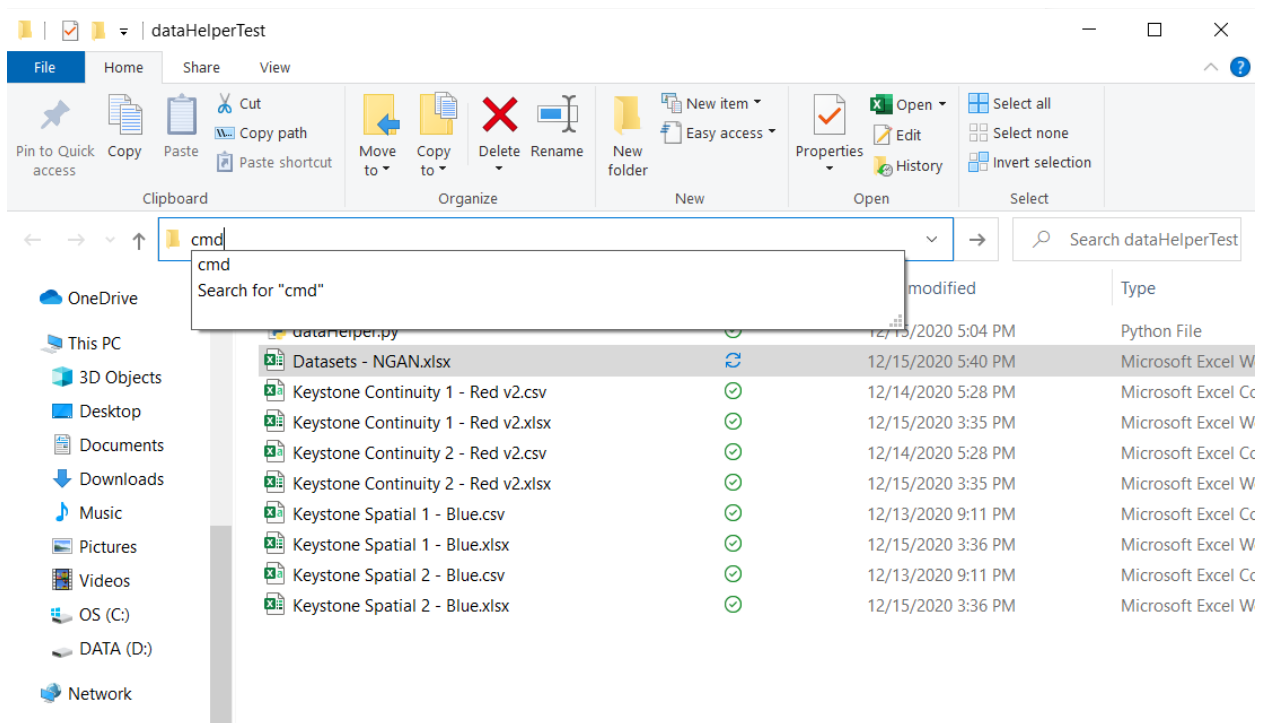 dataHelperTest
File Home Share View
Pin to Quick access
Copy
Paste
Cut
Copy path
Paste shortcut
Clipboard
Move to
Copy to
Delete
Rename
Organize
New folder
New item
Easy access
New
Properties
Open
Edit
History
Open
Select all
Select none
Invert selection
Select
cmd
Search dataHelperTest
cmd
Search for "cmd"
modified Type
OneDrive
This PC
3D Objects
Desktop
Documents
Downloads
Music
Pictures
Videos
OS (C:)
DATA (D:)
Network
dataHelper.py 12/15/2020 5:04 PM Python File
Datasets - NGAN.xlsx 12/15/2020 5:40 PM Microsoft Excel W
Keystone Continuity 1 - Red v2.csv 12/14/2020 5:28 PM Microsoft Excel Co
Keystone Continuity 1 - Red v2.xlsx 12/15/2020 3:35 PM Microsoft Excel W
Keystone Continuity 2 - Red v2.csv 12/14/2020 5:28 PM Microsoft Excel Co
Keystone Continuity 2 - Red v2.xlsx 12/15/2020 3:35 PM Microsoft Excel W
Keystone Spatial 1 - Blue.csv 12/13/2020 9:11 PM Microsoft Excel Co
Keystone Spatial 1 - Blue.xlsx 12/15/2020 3:36 PM Microsoft Excel W
Keystone Spatial 2 - Blue.csv 12/13/2020 9:11 PM Microsoft Excel Co
Keystone Spatial 2 - Blue.xlsx 12/15/2020 3:36 PM Microsoft Excel W